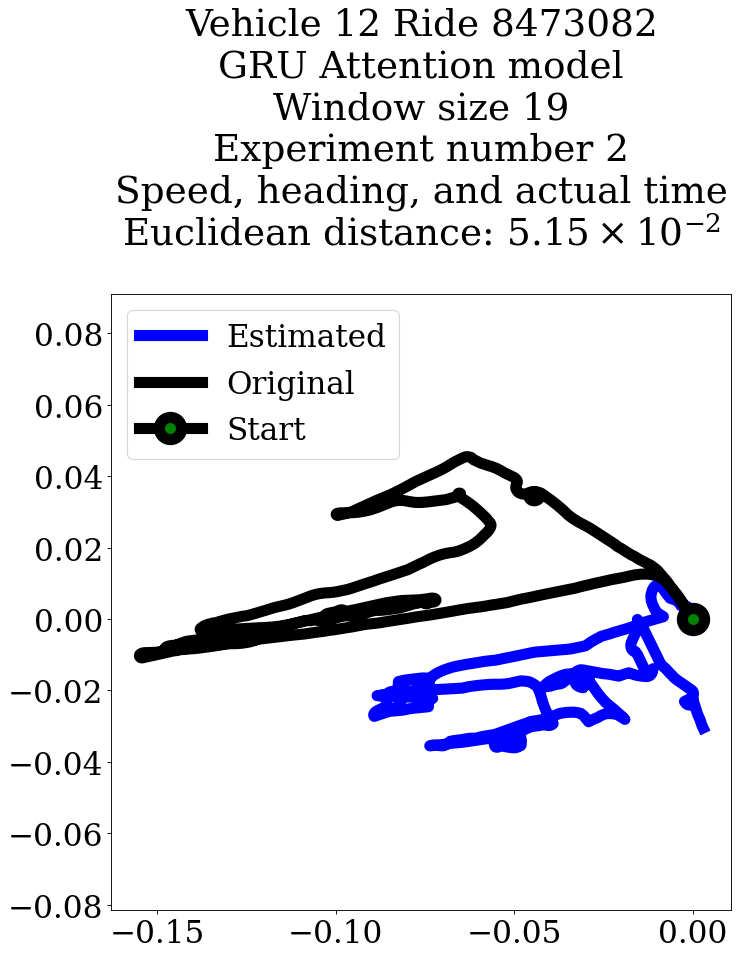 Vehicle 12 Ride 8473082
GRU Attention model
Window size 19
Experiment number 2
Speed, heading, and actual time
Euclidean distance: 5.15 × 10⁻²
Estimated
Original
Start
0.08
0.06
0.04
0.02
0.00
−0.02
−0.04
−0.06
−0.08
−0.15 −0.10 −0.05 0.00